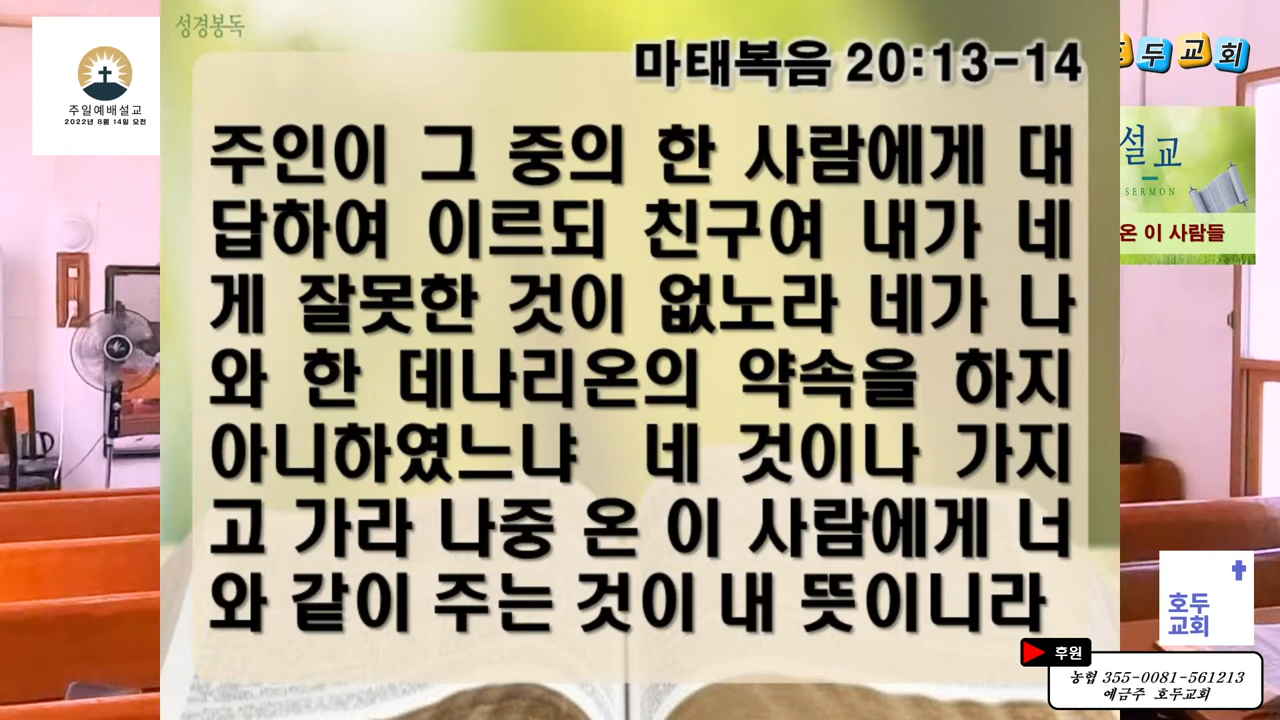 성경봉독
마태복음 20:13-14
주인이 그 중의 한 사람에게 대
답하여 이르되 친구여 내가 네
게 잘못한 것이 없노라 네가 나
와 한 데나리온의 약속을 하지
아니하였느냐 네 것이나 가지
고 가라 나중 온 이 사람에게 너
와 같이 주는 것이 내 뜻이니라
주일예배설교
2022년 8월 14일 오전
호두교회
설교
SERMON
온 이 사람들
호두
교회
후원
농협 355-0081-561213
예금주 호두교회